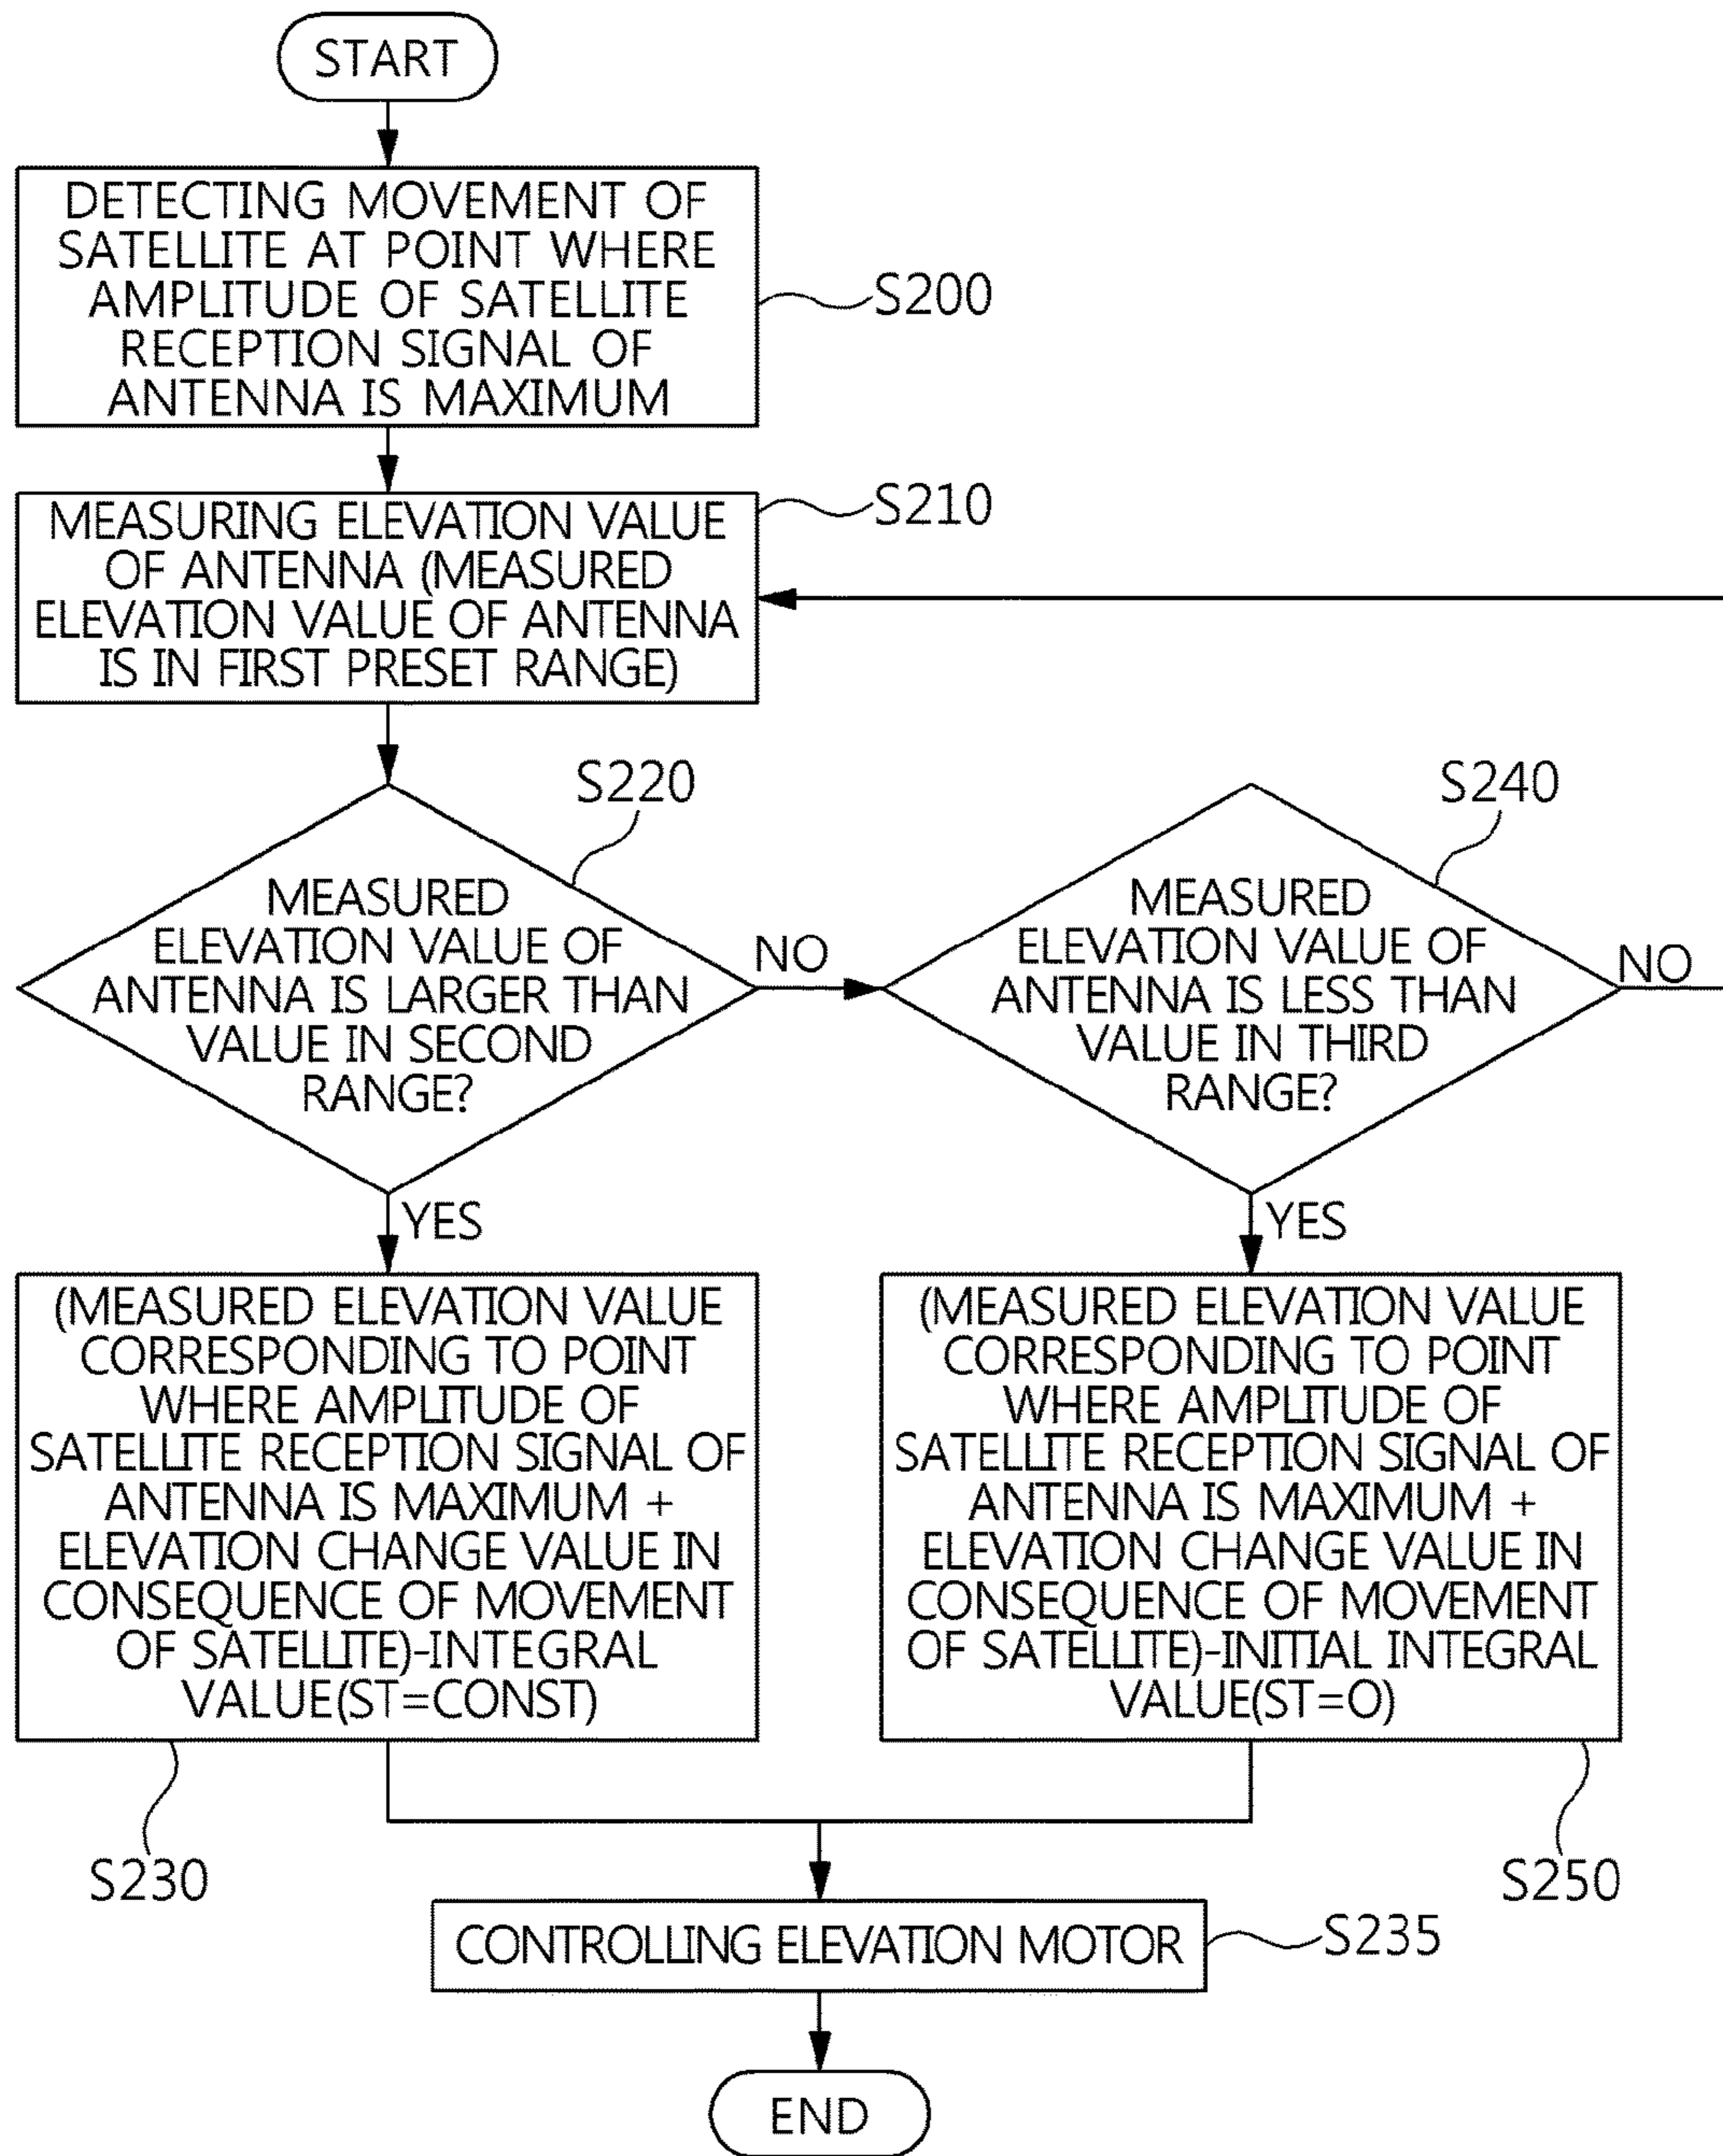 START
DETECTING MOVEMENT OF
SATELLITE AT POINT WHERE
AMPLITUDE OF SATELLITE
RECEPTION SIGNAL OF
ANTENNA IS MAXIMUM
S200
MEASURING ELEVATION VALUE
OF ANTENNA (MEASURED
ELEVATION VALUE OF ANTENNA
IS IN FIRST PRESET RANGE)
S210
S220
MEASURED
ELEVATION VALUE OF
ANTENNA IS LARGER THAN
VALUE IN SECOND
RANGE?
NO
YES
S240
MEASURED
ELEVATION VALUE OF
ANTENNA IS LESS THAN
VALUE IN THIRD
RANGE?
NO
YES
(MEASURED ELEVATION VALUE
CORRESPONDING TO POINT
WHERE AMPLITUDE OF
SATELLITE RECEPTION SIGNAL OF
ANTENNA IS MAXIMUM +
ELEVATION CHANGE VALUE IN
CONSEQUENCE OF MOVEMENT
OF SATELLITE)-INTEGRAL
VALUE(ST=CONST)
S230
(MEASURED ELEVATION VALUE
CORRESPONDING TO POINT
WHERE AMPLITUDE OF
SATELLITE RECEPTION SIGNAL OF
ANTENNA IS MAXIMUM +
ELEVATION CHANGE VALUE IN
CONSEQUENCE OF MOVEMENT
OF SATELLITE)-INITIAL INTEGRAL
VALUE(ST=O)
S250
CONTROLLING ELEVATION MOTOR
S235
END